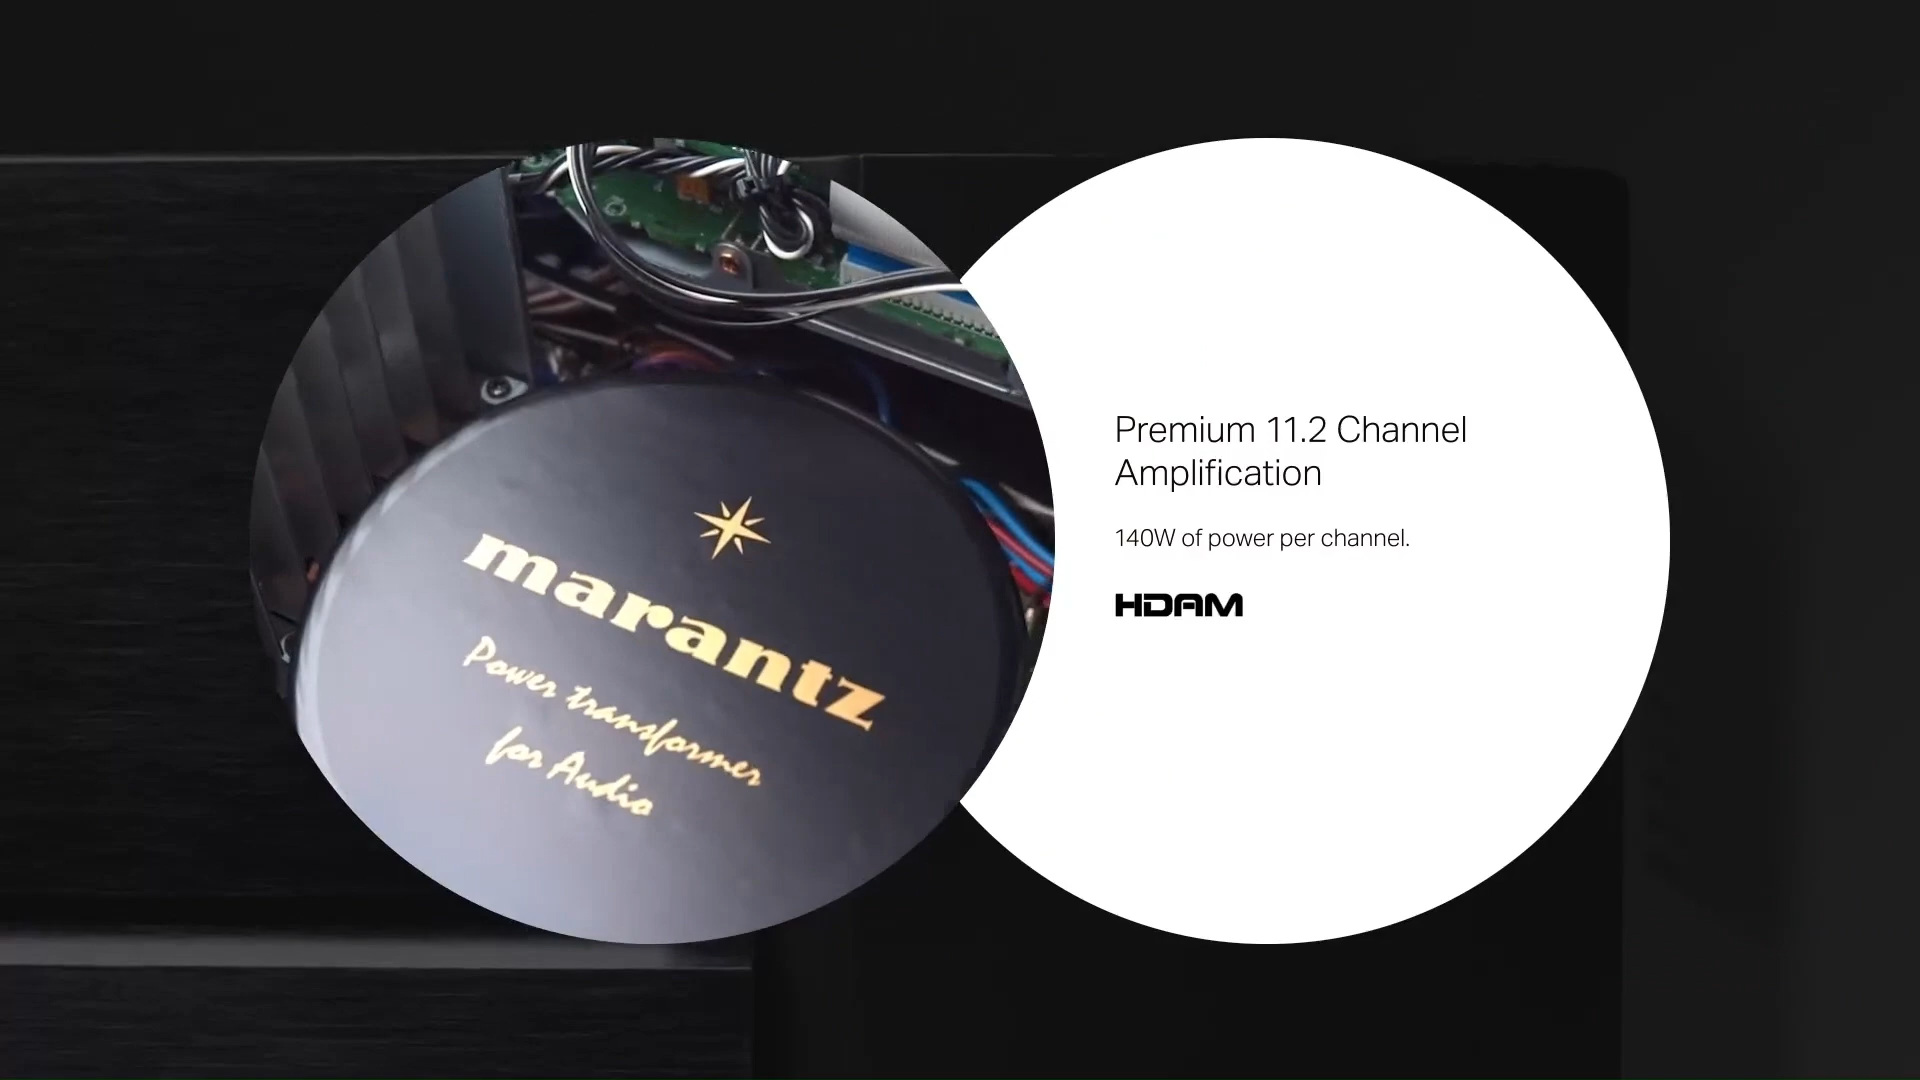 marantz
Power transformer
for Audio
Premium 11.2 Channel
Amplification
140W of power per channel.
HDAM